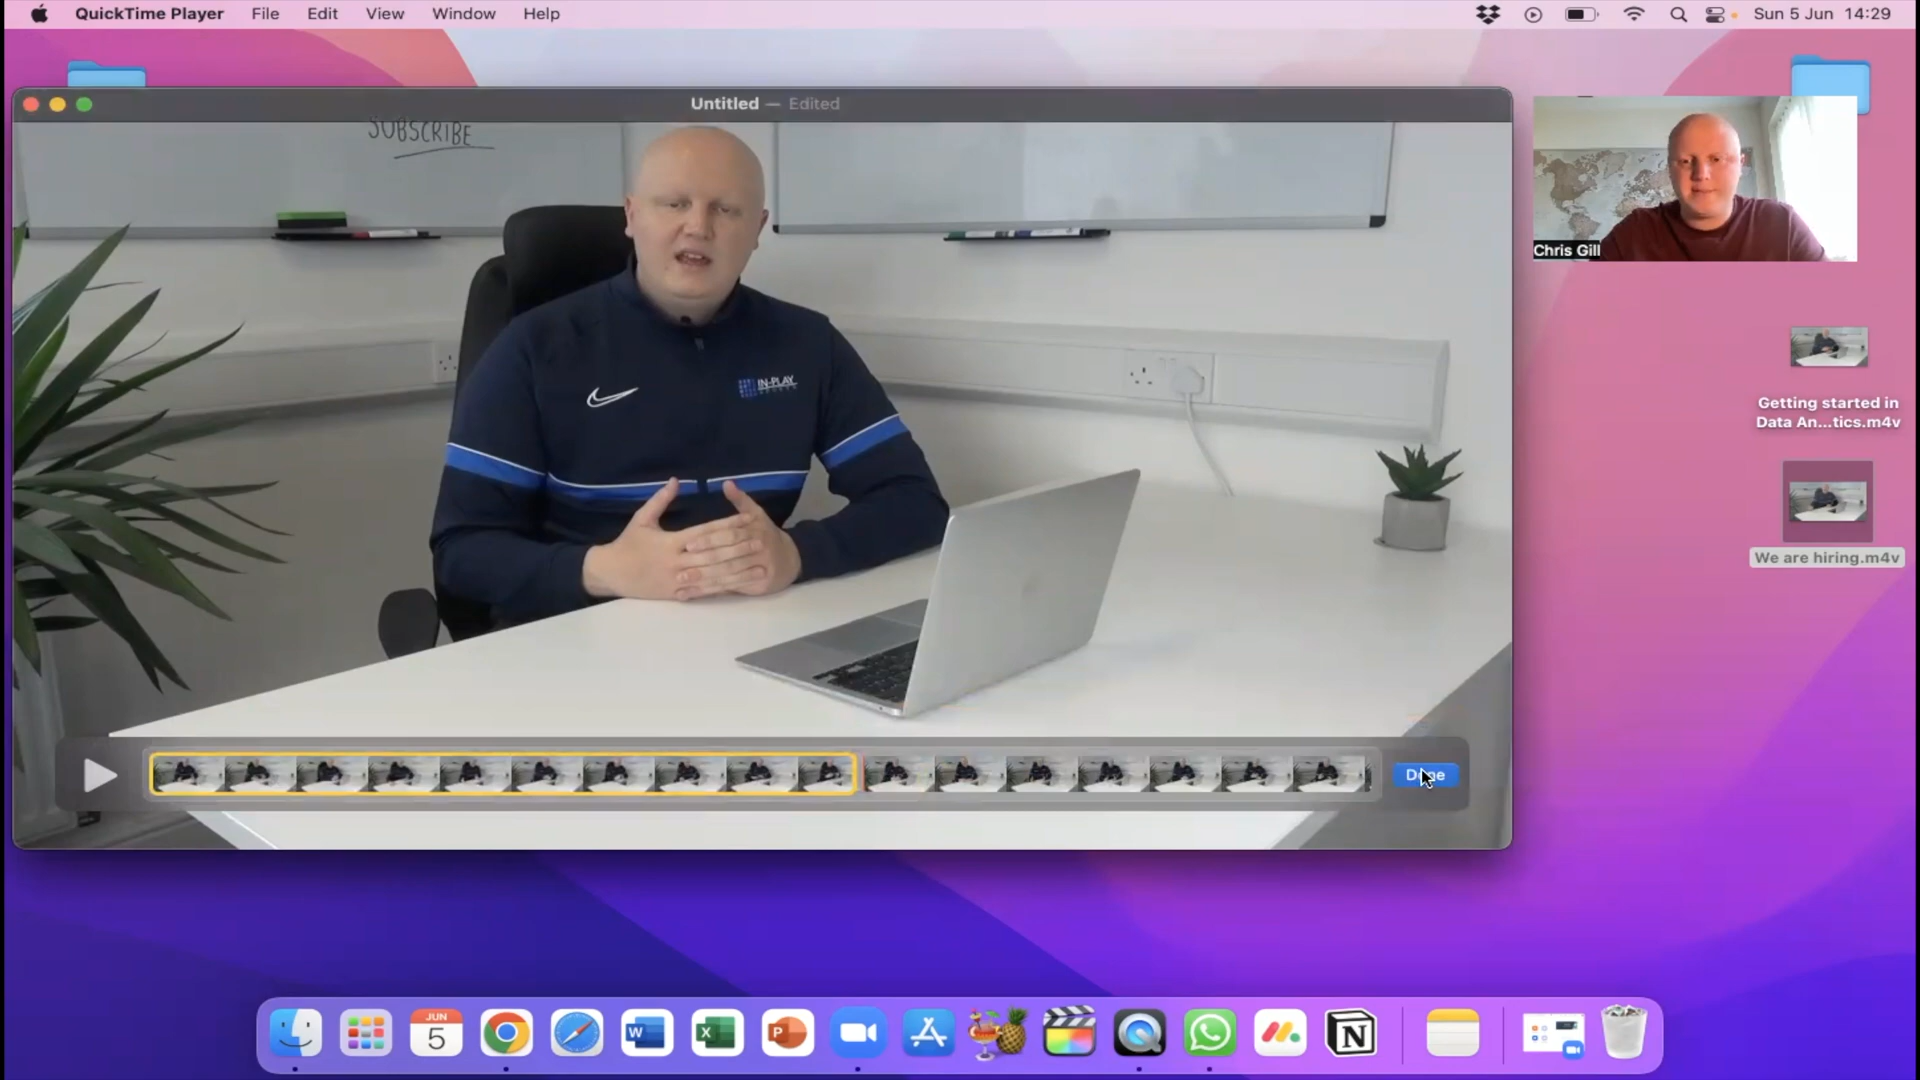 QuickTime Player File Edit View Window Help Sun 5 Jun 14:29
Untitled — Edited
SUBSCRIBE
IN-PLAY
Chris Gill
Getting started in
Data An...tics.m4v
We are hiring.m4v
Done
JUN
5
W
X
P
N